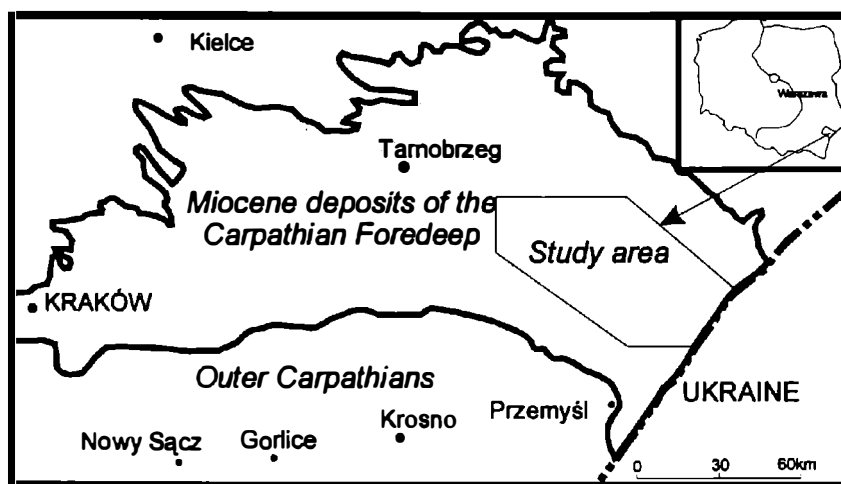 Kielce
Warszawa
Tarnobrzeg
Miocene deposits of the
Carpathian Foredeep
Study area
KRAKÓW
Outer Carpathians
UKRAINE
Przemyśl
Krosno
Nowy Sącz
Gorlice
0 30 60km